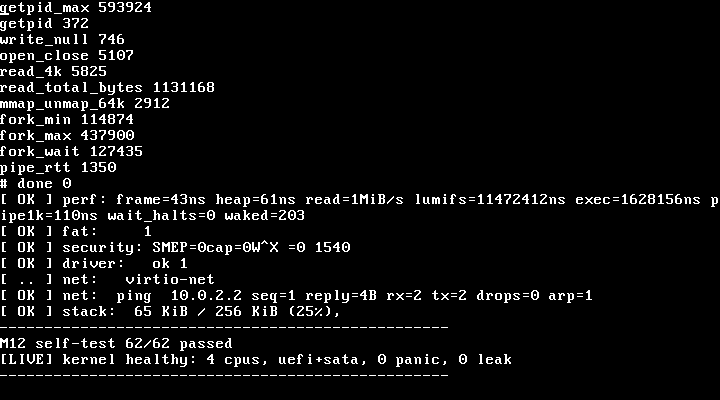 getpid_max 593924
getpid 372
write_null 746
open_close 5107
read_4k 5825
read_total_bytes 1131168
mmap_unmap_64k 2912
fork_min 114874
fork_max 437900
fork_wait 127435
pipe_rtt 1350
# done 0
[ OK ] perf: frame=43ns heap=61ns read=1MiB/s lumifs=11472412ns exec=1628156ns p
ipe1k=110ns wait_halts=0 waked=203
[ OK ] fat:     1
[ OK ] security: SMEP=0cap=0W^X =0 1540
[ OK ] driver:   ok 1
[ .. ] net:   virtio-net
[ OK ] net:  ping  10.0.2.2 seq=1 reply=4B rx=2 tx=2 drops=0 arp=1
[ OK ] stack:  65 KiB / 256 KiB (25%),
--------------------------------------------------------
M12 self-test 62/62 passed
[LIVE] kernel healthy: 4 cpus, uefi+sata, 0 panic, 0 leak
--------------------------------------------------------